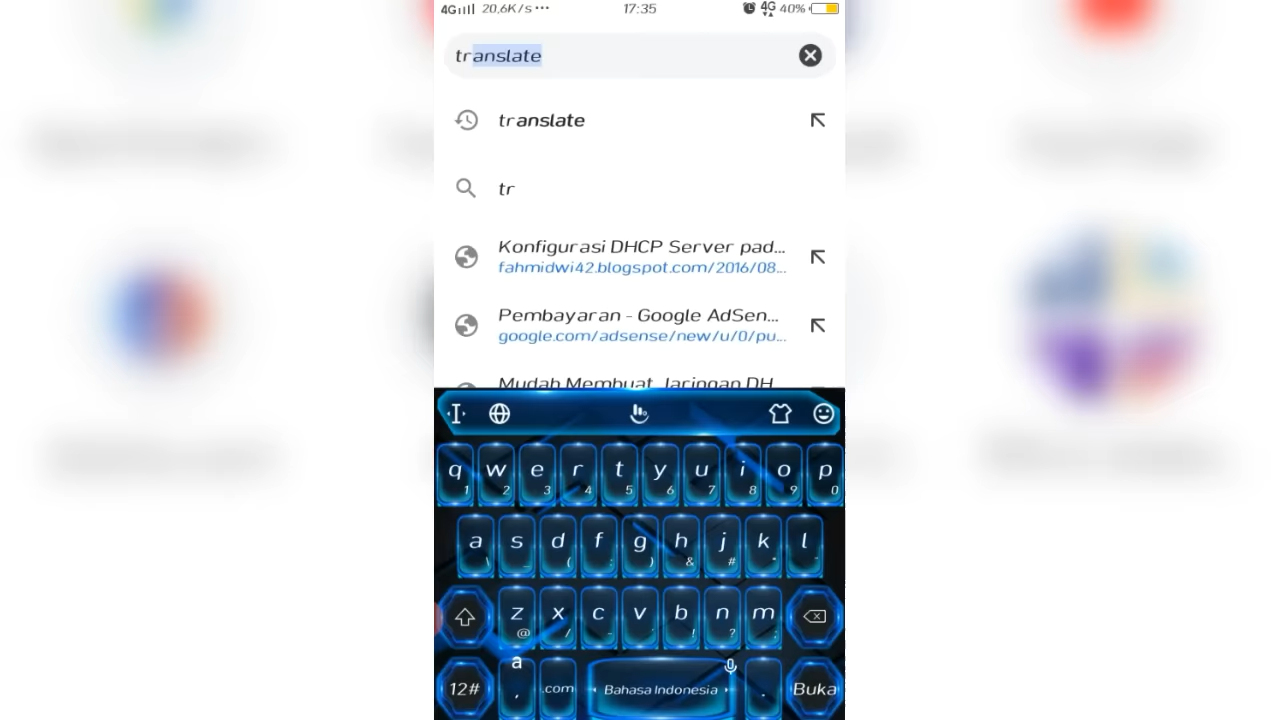 4G 20,6K/s ••• 17:35 4G 40%
translate
translate
tr
Konfigurasi DHCP Server pad...
fahmidwi42.blogspot.com/2016/08...
Pembayaran - Google AdSen...
google.com/adsense/new/u/0/pu...
Mudah Membuat Jaringan DH
q w e r t y u i o p
1 2 3 4 5 6 7 8 9 0
a s d f g h j k l
\ _ ( : ) & # * "
z x c v b n m
@ / - ' ! ? ;
a
12# , .com Bahasa Indonesia . Buka